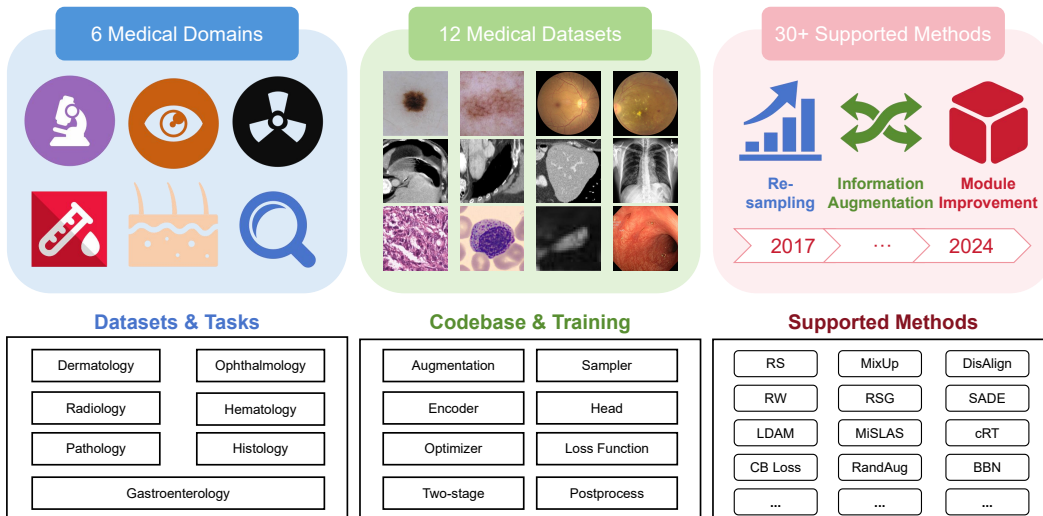 6 Medical Domains
12 Medical Datasets
30+ Supported Methods
Re-
sampling
Information
Augmentation
Module
Improvement
2017
...
2024
Datasets & Tasks
Dermatology
Ophthalmology
Radiology
Hematology
Pathology
Histology
Gastroenterology
Codebase & Training
Augmentation
Sampler
Encoder
Head
Optimizer
Loss Function
Two-stage
Postprocess
Supported Methods
RS
MixUp
DisAlign
RW
RSG
SADE
LDAM
MiSLAS
cRT
CB Loss
RandAug
BBN
...
...
...